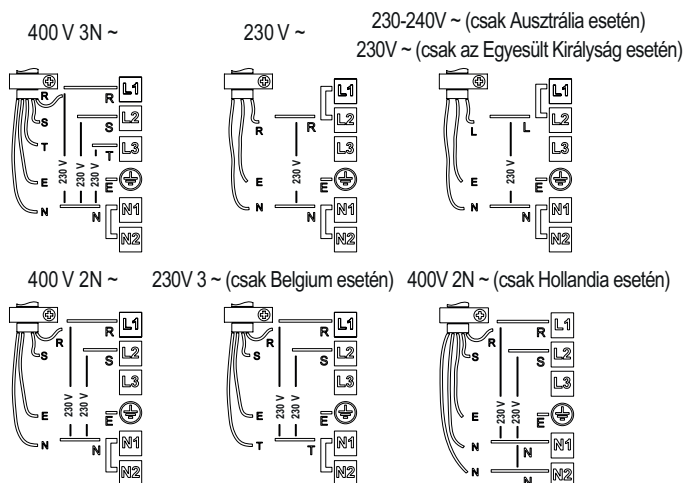 400 V 3N ~
230 V ~
230-240V ~ (csak Ausztrália esetén)
230V ~ (csak az Egyesült Királyság esetén)
R
S
T
E
N
230 V
230 V
230 V
R
S
T
E
N
L1
L2
L3
N1
N2
R
E
N
230 V
R
E
N
L1
L2
L3
N1
N2
L
E
N
230 V
L
E
N
L1
L2
L3
N1
N2
400 V 2N ~
230V 3 ~ (csak Belgium esetén)
400V 2N ~ (csak Hollandia esetén)
R
S
E
N
230 V
230 V
R
S
E
N
L1
L2
L3
N1
N2
R
S
E
T
230 V
230 V
R
S
E
T
L1
L2
L3
N1
N2
R
S
E
N
N
230 V
230 V
R
S
E
N
N
L1
L2
L3
N1
N2